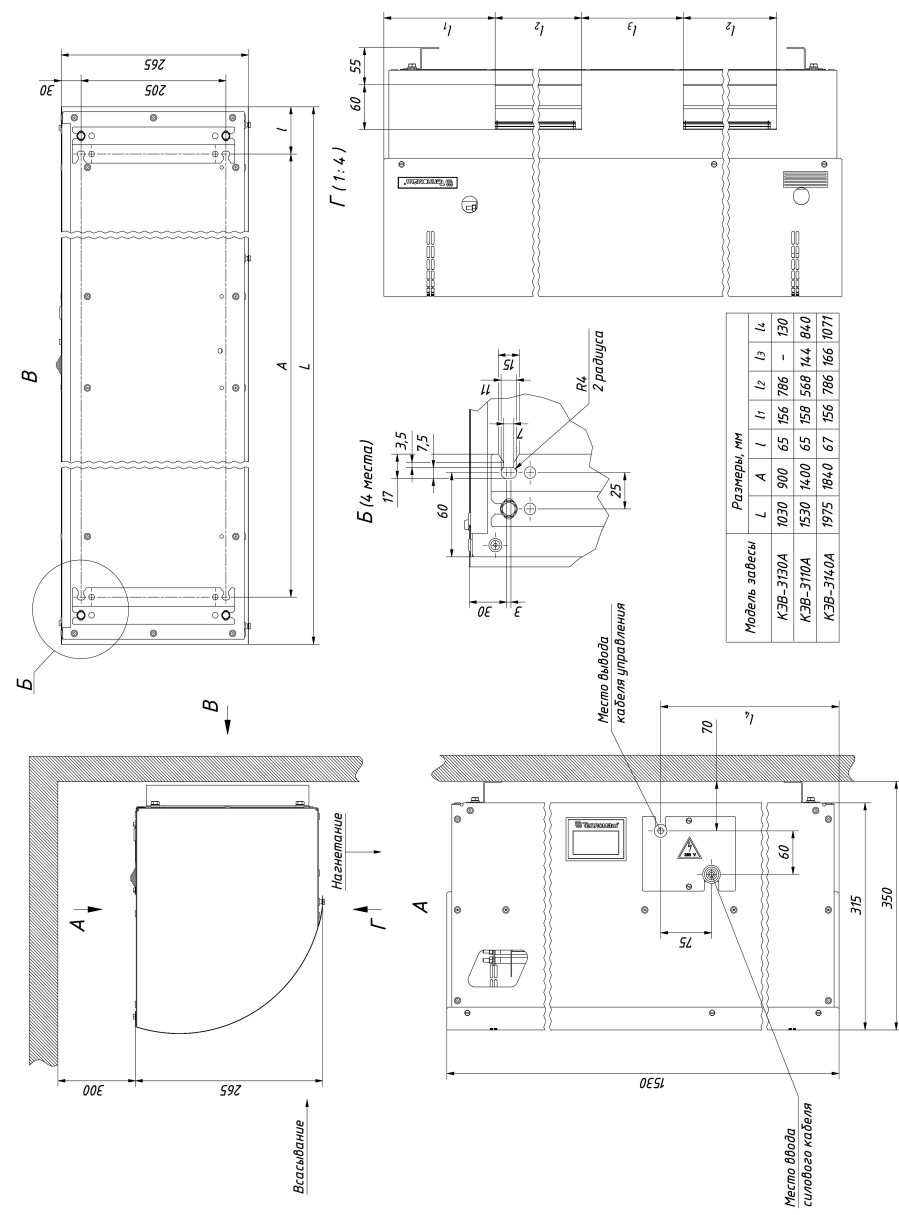 В
265
30
205
l
A
L
Б
Г (1:4)
l₁
l₂
l₃
l₂
55
60
Тепломаш
Б (4 места)
17
3,5
7,5
60
11
15
7
R4
2 радиуса
25
30
3
Модель завесы
Размеры, мм
L A l l₁ l₂ l₃ l₄
КЭВ-3130А 1030 900 65 156 786 - 130
КЭВ-3110А 1530 1400 65 158 568 144 840
КЭВ-3140А 1975 1840 67 156 786 166 1071
А
В
Г
Нагнетание
Всасывание
300
265
А
Место вывода
кабеля управления
l₄
70
Тепломаш
380 V
60
75
315
350
1530
Место ввода
силового кабеля